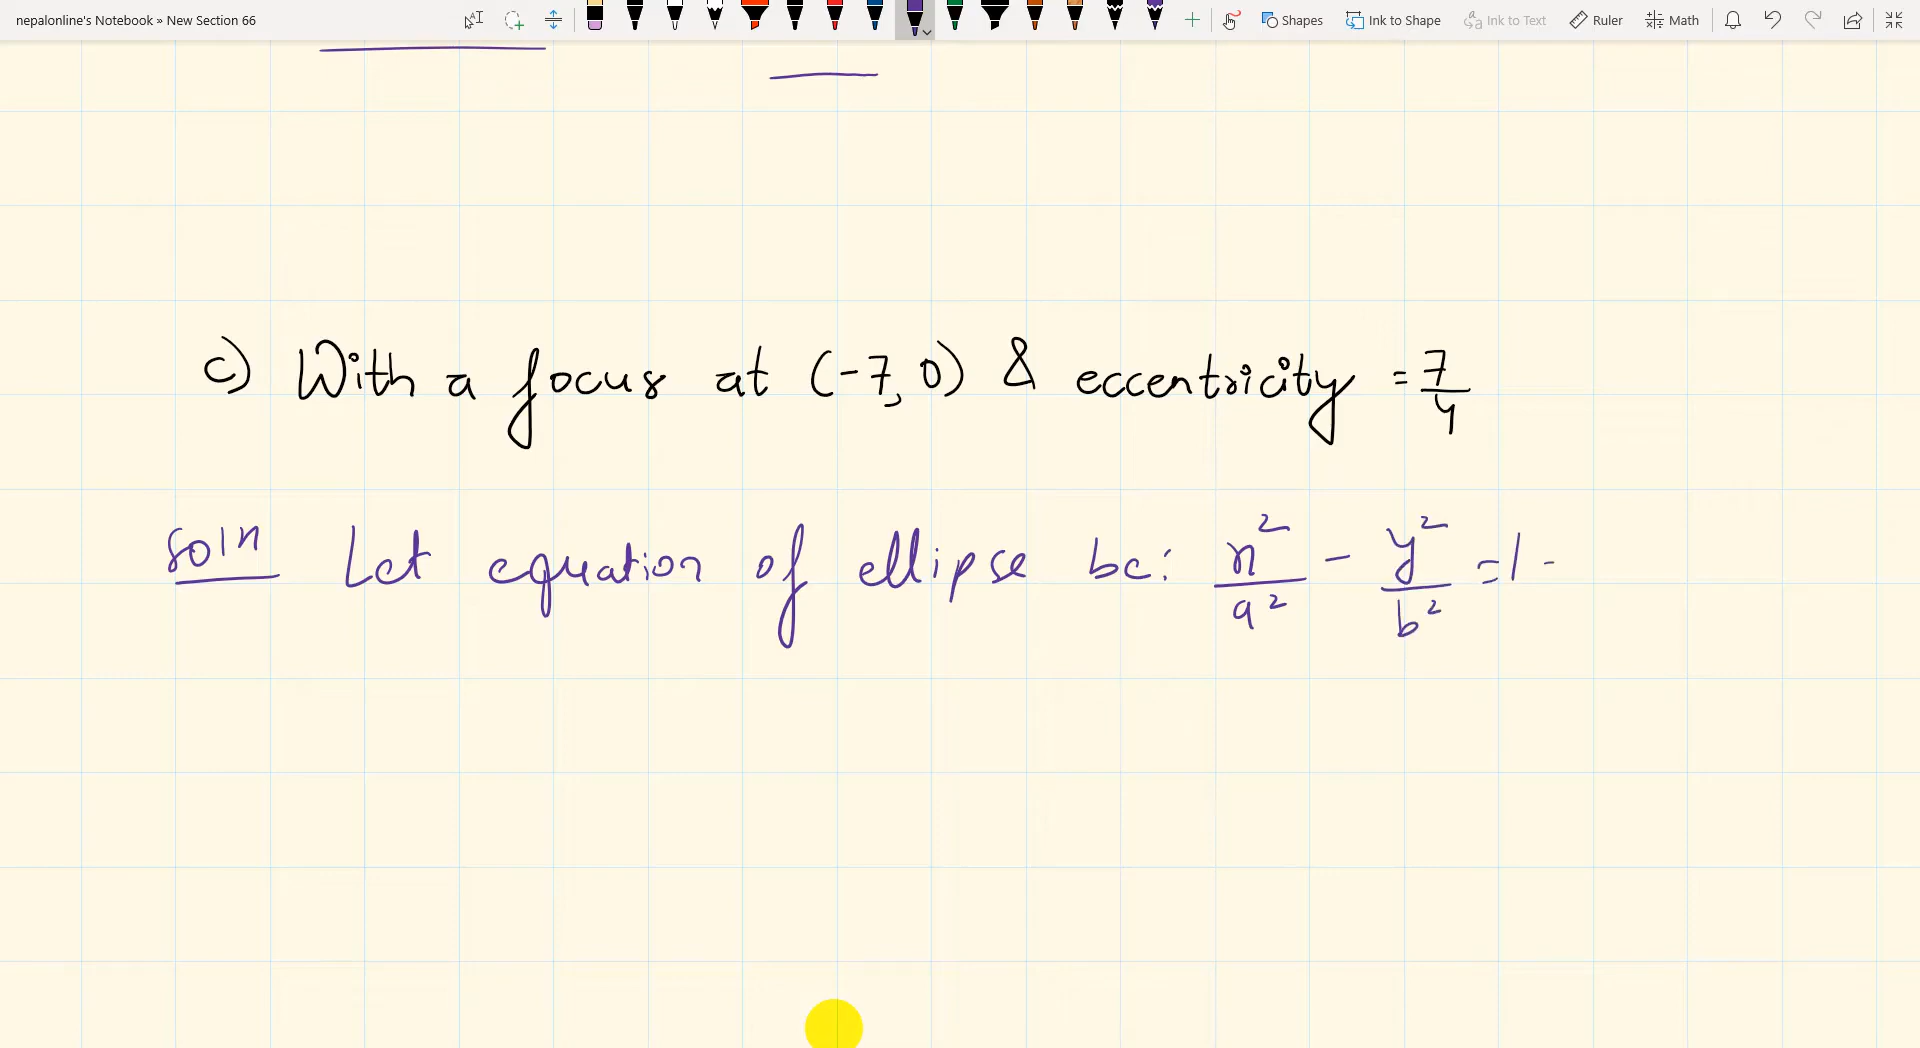 nepalonline's Notebook » New Section 66
Shapes Ink to Shape Ink to Text Ruler Math
c) With a focus at (-7, 0) & eccentricity = 7/4
soln Let equation of ellipse be: x²/a² - y²/b² = 1 -